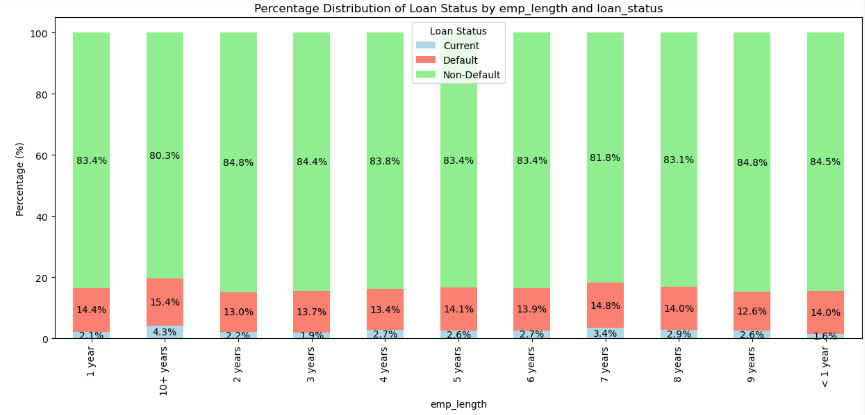 Percentage Distribution of Loan Status by emp_length and loan_status
Loan Status
Current
Default
Non-Default
Percentage (%)
100
80
60
40
20
0
83.4% 80.3% 84.8% 84.4% 83.8% 83.4% 83.4% 81.8% 83.1% 84.8% 84.5%
14.4% 15.4% 13.0% 13.7% 13.4% 14.1% 13.9% 14.8% 14.0% 12.6% 14.0%
2.1% 4.3% 2.2% 1.9% 2.7% 2.6% 2.7% 3.4% 2.9% 2.6% 1.6%
1 year 10+ years 2 years 3 years 4 years 5 years 6 years 7 years 8 years 9 years < 1 year
emp_length